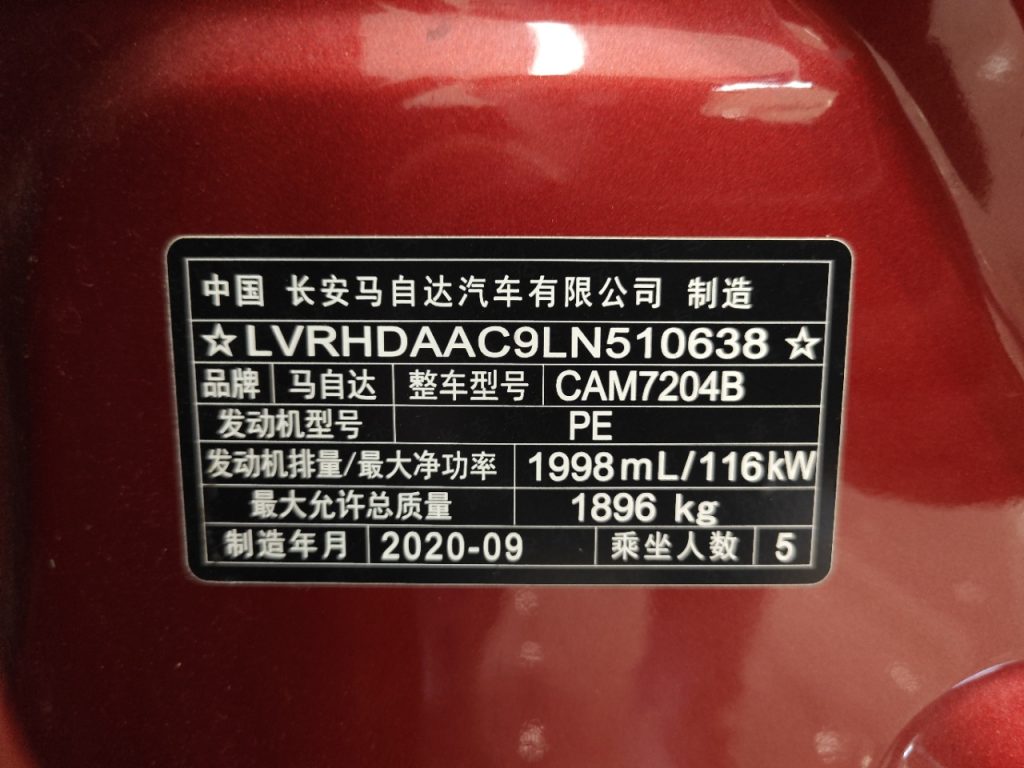 中国 长安马自达汽车有限公司 制造
☆LVRHDAAC9LN510638☆
品牌 马自达 整车型号 CAM7204B
发动机型号 PE
发动机排量/最大净功率 1998mL/116kW
最大允许总质量 1896 kg
制造年月 2020-09 乘坐人数 5